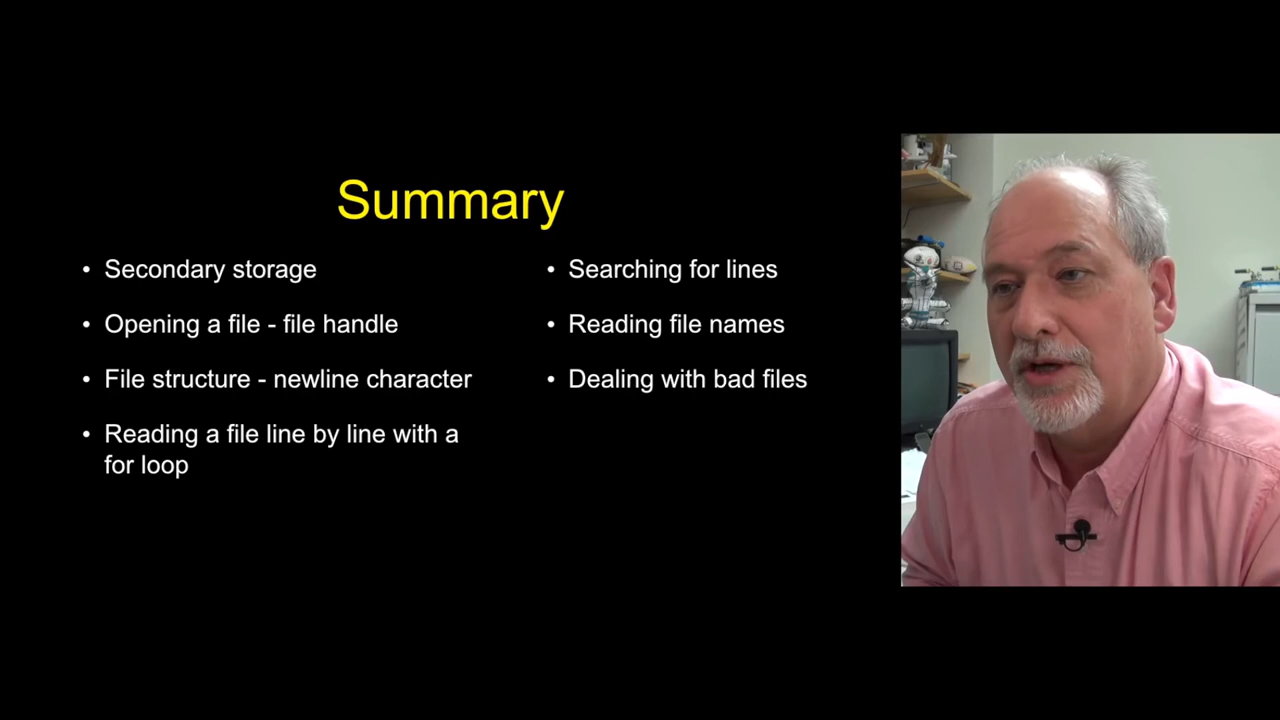 Summary
• Secondary storage
• Opening a file - file handle
• File structure - newline character
• Reading a file line by line with a
for loop
• Searching for lines
• Reading file names
• Dealing with bad files